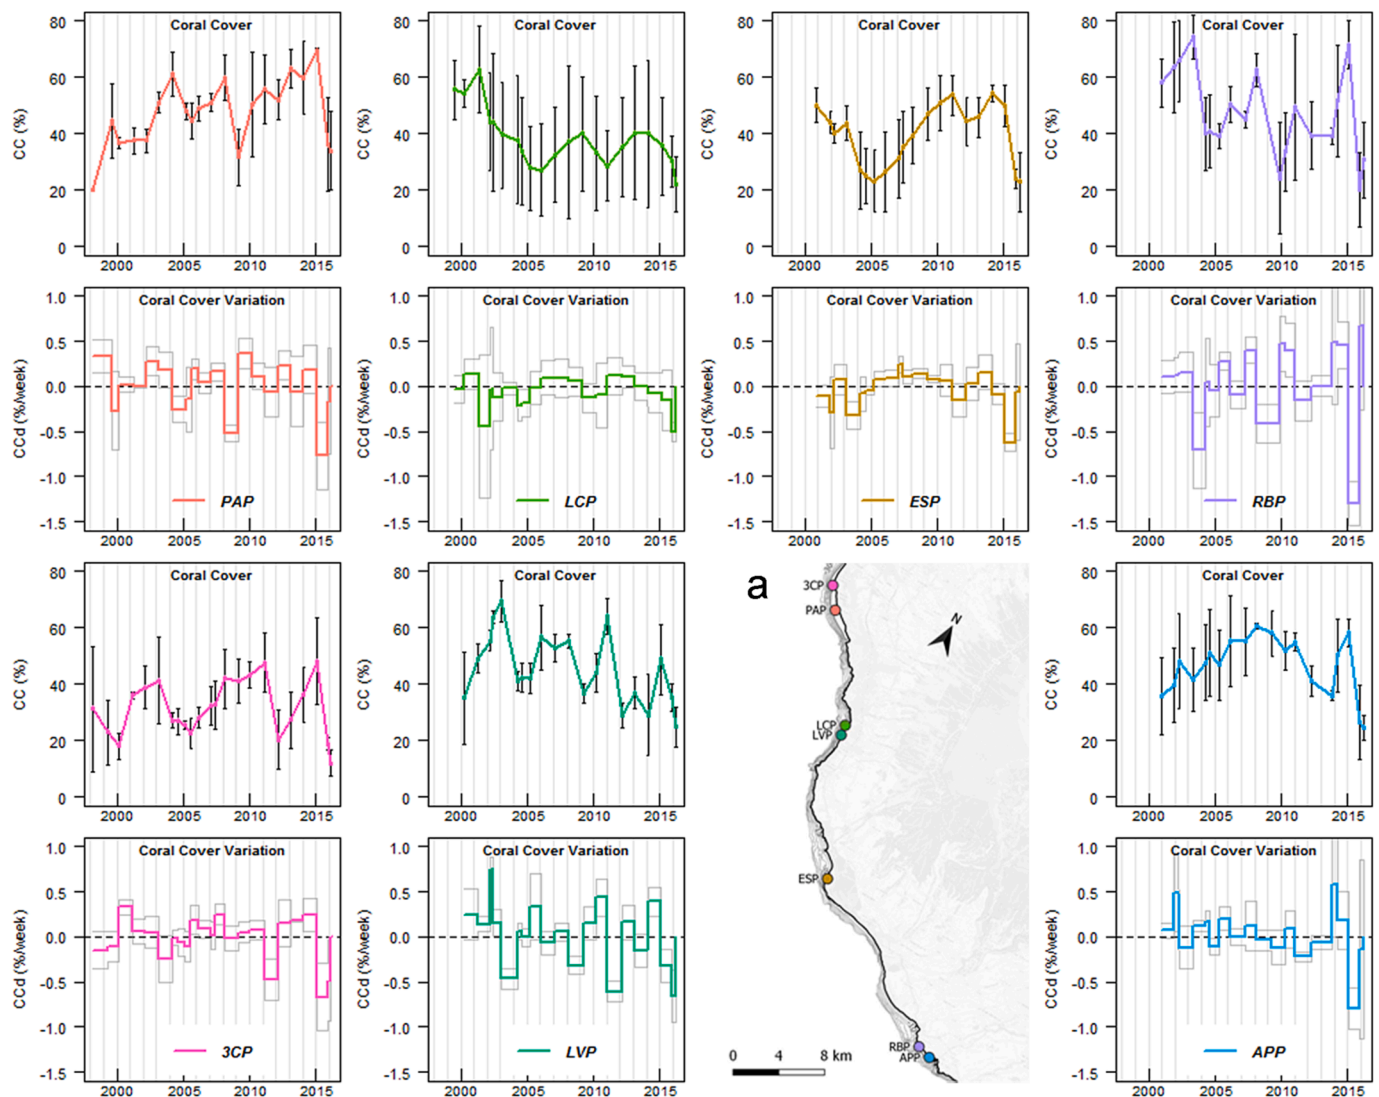 Coral Cover
CC (%)
80
60
40
20
0
2000 2005 2010 2015
Coral Cover
CC (%)
80
60
40
20
0
2000 2005 2010 2015
Coral Cover
CC (%)
80
60
40
20
0
2000 2005 2010 2015
Coral Cover
CC (%)
80
60
40
20
0
2000 2005 2010 2015
Coral Cover Variation
CCd (%/week)
1.0
0.5
0.0
-0.5
-1.0
-1.5
PAP
2000 2005 2010 2015
Coral Cover Variation
CCd (%/week)
1.0
0.5
0.0
-0.5
-1.0
-1.5
LCP
2000 2005 2010 2015
Coral Cover Variation
CCd (%/week)
1.0
0.5
0.0
-0.5
-1.0
-1.5
ESP
2000 2005 2010 2015
Coral Cover Variation
CCd (%/week)
1.0
0.5
0.0
-0.5
-1.0
-1.5
RBP
2000 2005 2010 2015
Coral Cover
CC (%)
80
60
40
20
0
2000 2005 2010 2015
Coral Cover
CC (%)
80
60
40
20
0
2000 2005 2010 2015
a
3CP
PAP
N
LCP
LVP
ESP
RBP
APP
0 4 8 km
Coral Cover
CC (%)
80
60
40
20
0
2000 2005 2010 2015
Coral Cover Variation
CCd (%/week)
1.0
0.5
0.0
-0.5
-1.0
-1.5
3CP
2000 2005 2010 2015
Coral Cover Variation
CCd (%/week)
1.0
0.5
0.0
-0.5
-1.0
-1.5
LVP
2000 2005 2010 2015
Coral Cover Variation
CCd (%/week)
1.0
0.5
0.0
-0.5
-1.0
-1.5
APP
2000 2005 2010 2015